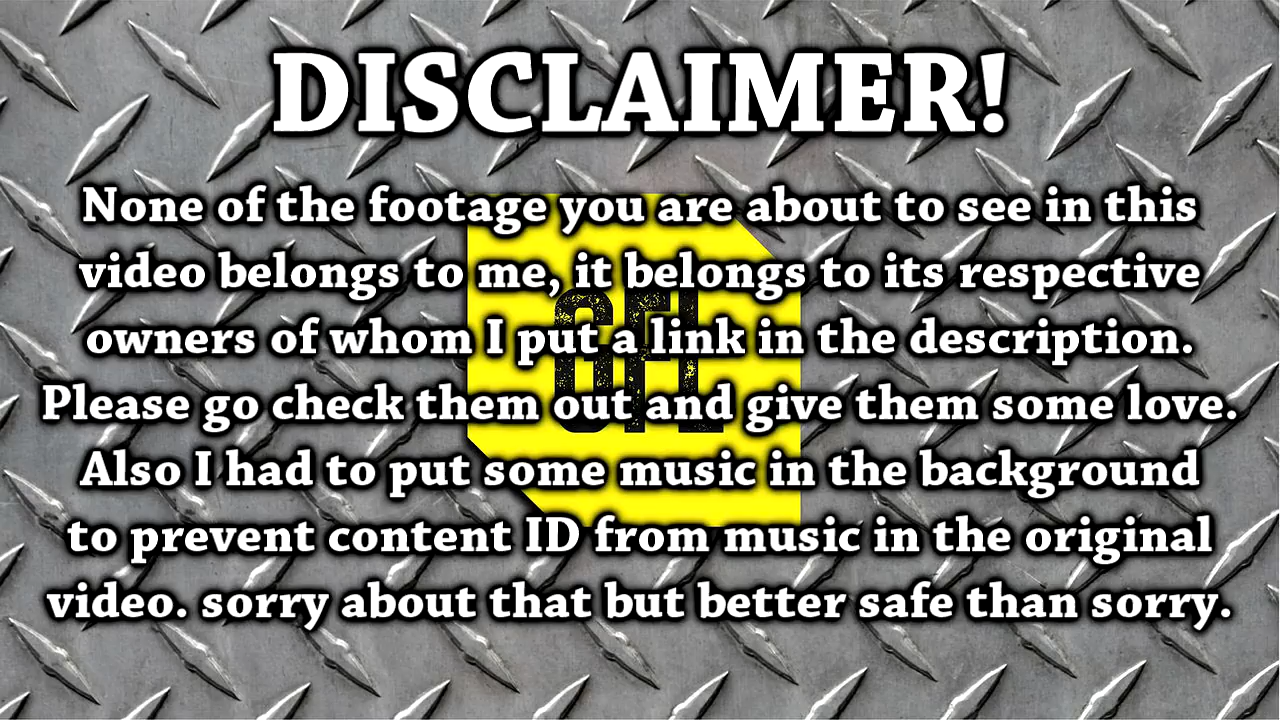 DISCLAIMER!
None of the footage you are about to see in this
video belongs to me, it belongs to its respective
owners of whom I put a link in the description.
Please go check them out and give them some love.
Also I had to put some music in the background
to prevent content ID from music in the original
video. sorry about that but better safe than sorry.